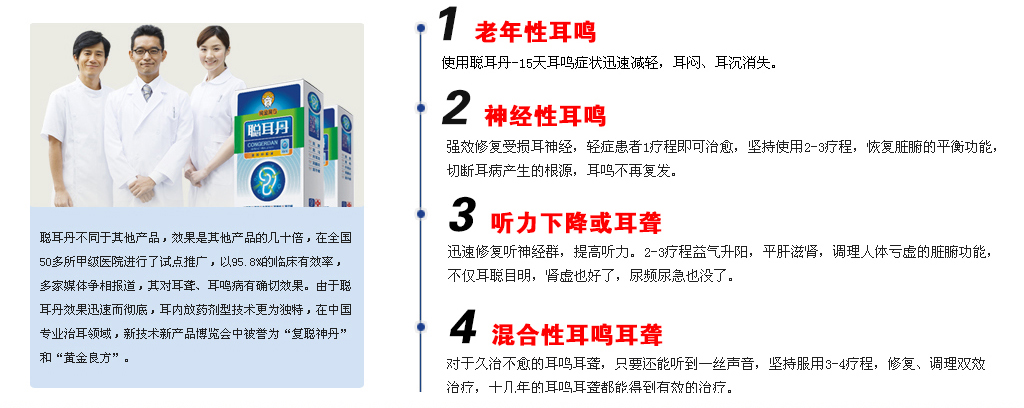 聪耳丹
CONGERDAN
聪耳丹不同于其他产品，效果是其他产品的几十倍，在全国
50多所甲级医院进行了试点推广，以95.8%的临床有效率，
多家媒体争相报道，其对耳聋、耳鸣病有确切效果。由于聪
耳丹效果迅速而彻底，耳内放药剂型技术更为独特，在中国
专业治耳领域，新技术新产品博览会中被誉为“复聪神丹”
和“黄金良方”。
1 老年性耳鸣
使用聪耳丹-15天耳鸣症状迅速减轻，耳闷、耳沉消失。
2 神经性耳鸣
强效修复受损耳神经，轻症患者1疗程即可治愈，坚持使用2-3疗程，恢复脏腑的平衡功能，
切断耳病产生的根源，耳鸣不再复发。
3 听力下降或耳聋
迅速修复听神经群，提高听力。2-3疗程益气升阳，平肝滋肾，调理人体亏虚的脏腑功能，
不仅耳聪目明，肾虚也好了，尿频尿急也没了。
4 混合性耳鸣耳聋
对于久治不愈的耳鸣耳聋，只要还能听到一丝声音，坚持服用3-4疗程，修复、调理双效
治疗，十几年的耳鸣耳聋都能得到有效的治疗。